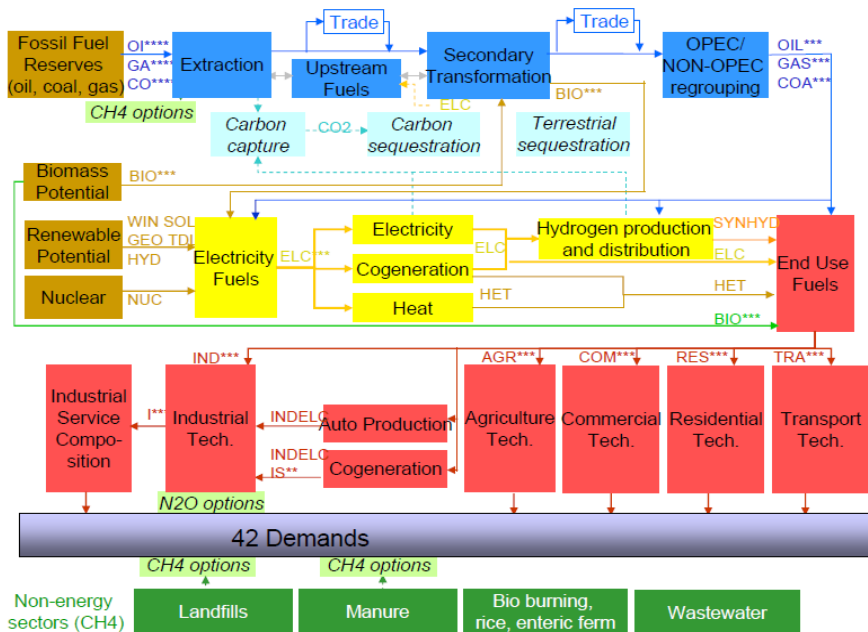 Trade
Trade
Fossil Fuel
Reserves
(oil, coal, gas)
OI****
GA****
CO****
Extraction
Upstream
Fuels
Secondary
Transformation
OPEC/
NON-OPEC
regrouping
OIL***
GAS***
COA***
CH4 options
ELC
BIO***
Carbon
capture
CO2
Carbon
sequestration
Terrestrial
sequestration
Biomass
Potential
BIO***
Renewable
Potential
WIN SOL
GEO TDL
HYD
Nuclear
NUC
Electricity
Fuels
ELC***
Electricity
Cogeneration
Heat
ELC
HET
Hydrogen production
and distribution
SYNHYD
ELC
HET
BIO***
End Use
Fuels
IND***
AGR***
COM***
RES***
TRA***
Industrial
Service
Compo-
sition
I***
Industrial
Tech.
INDELC
Auto Production
INDELC
IS**
Cogeneration
Agriculture
Tech.
Commercial
Tech.
Residential
Tech.
Transport
Tech.
N2O options
42 Demands
CH4 options
CH4 options
Non-energy
sectors (CH4)
Landfills
Manure
Bio burning,
rice, enteric ferm
Wastewater